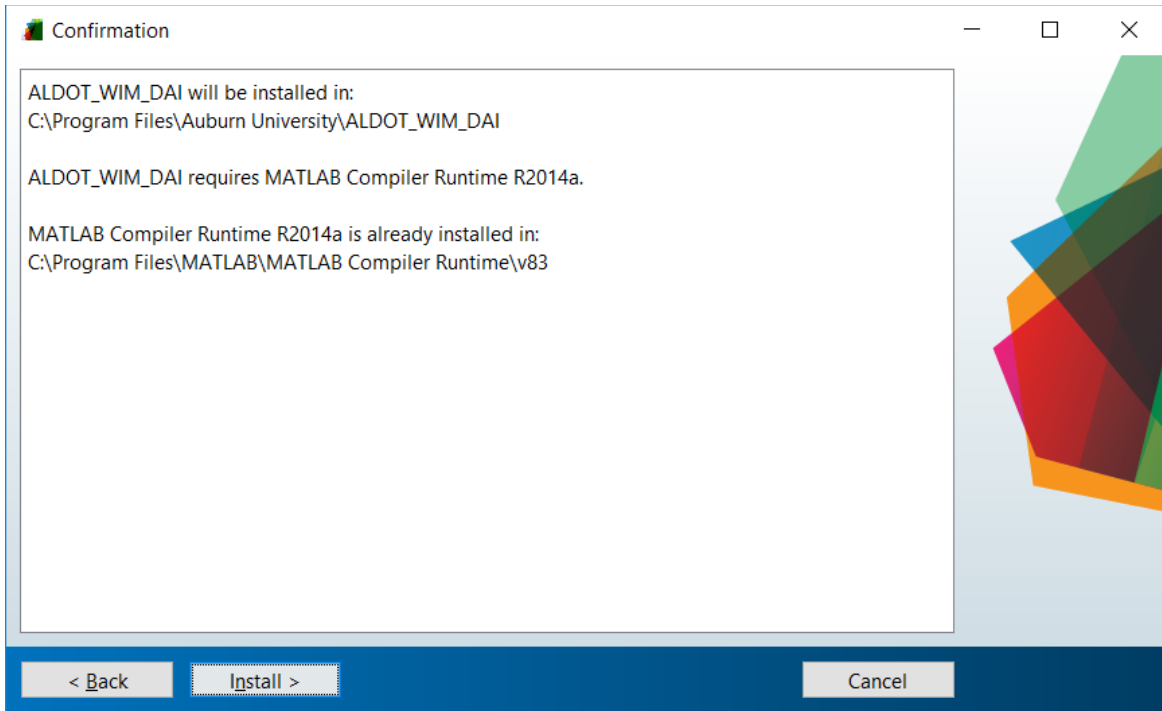 Confirmation
ALDOT_WIM_DAI will be installed in:
C:\Program Files\Auburn University\ALDOT_WIM_DAI
ALDOT_WIM_DAI requires MATLAB Compiler Runtime R2014a.
MATLAB Compiler Runtime R2014a is already installed in:
C:\Program Files\MATLAB\MATLAB Compiler Runtime\v83
< Back Install > Cancel